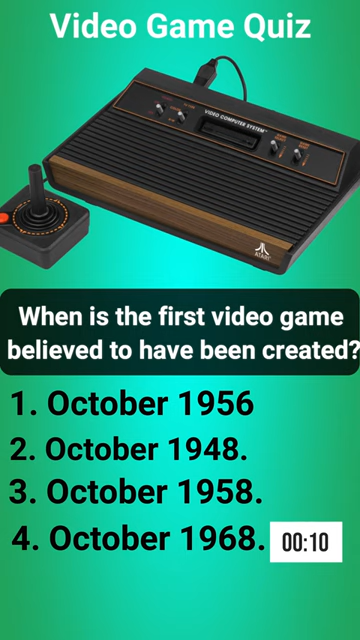 Video Game Quiz
VIDEO COMPUTER SYSTEM™
ATARI
When is the first video game
believed to have been created?
1. October 1956
2. October 1948.
3. October 1958.
4. October 1968.
00:10